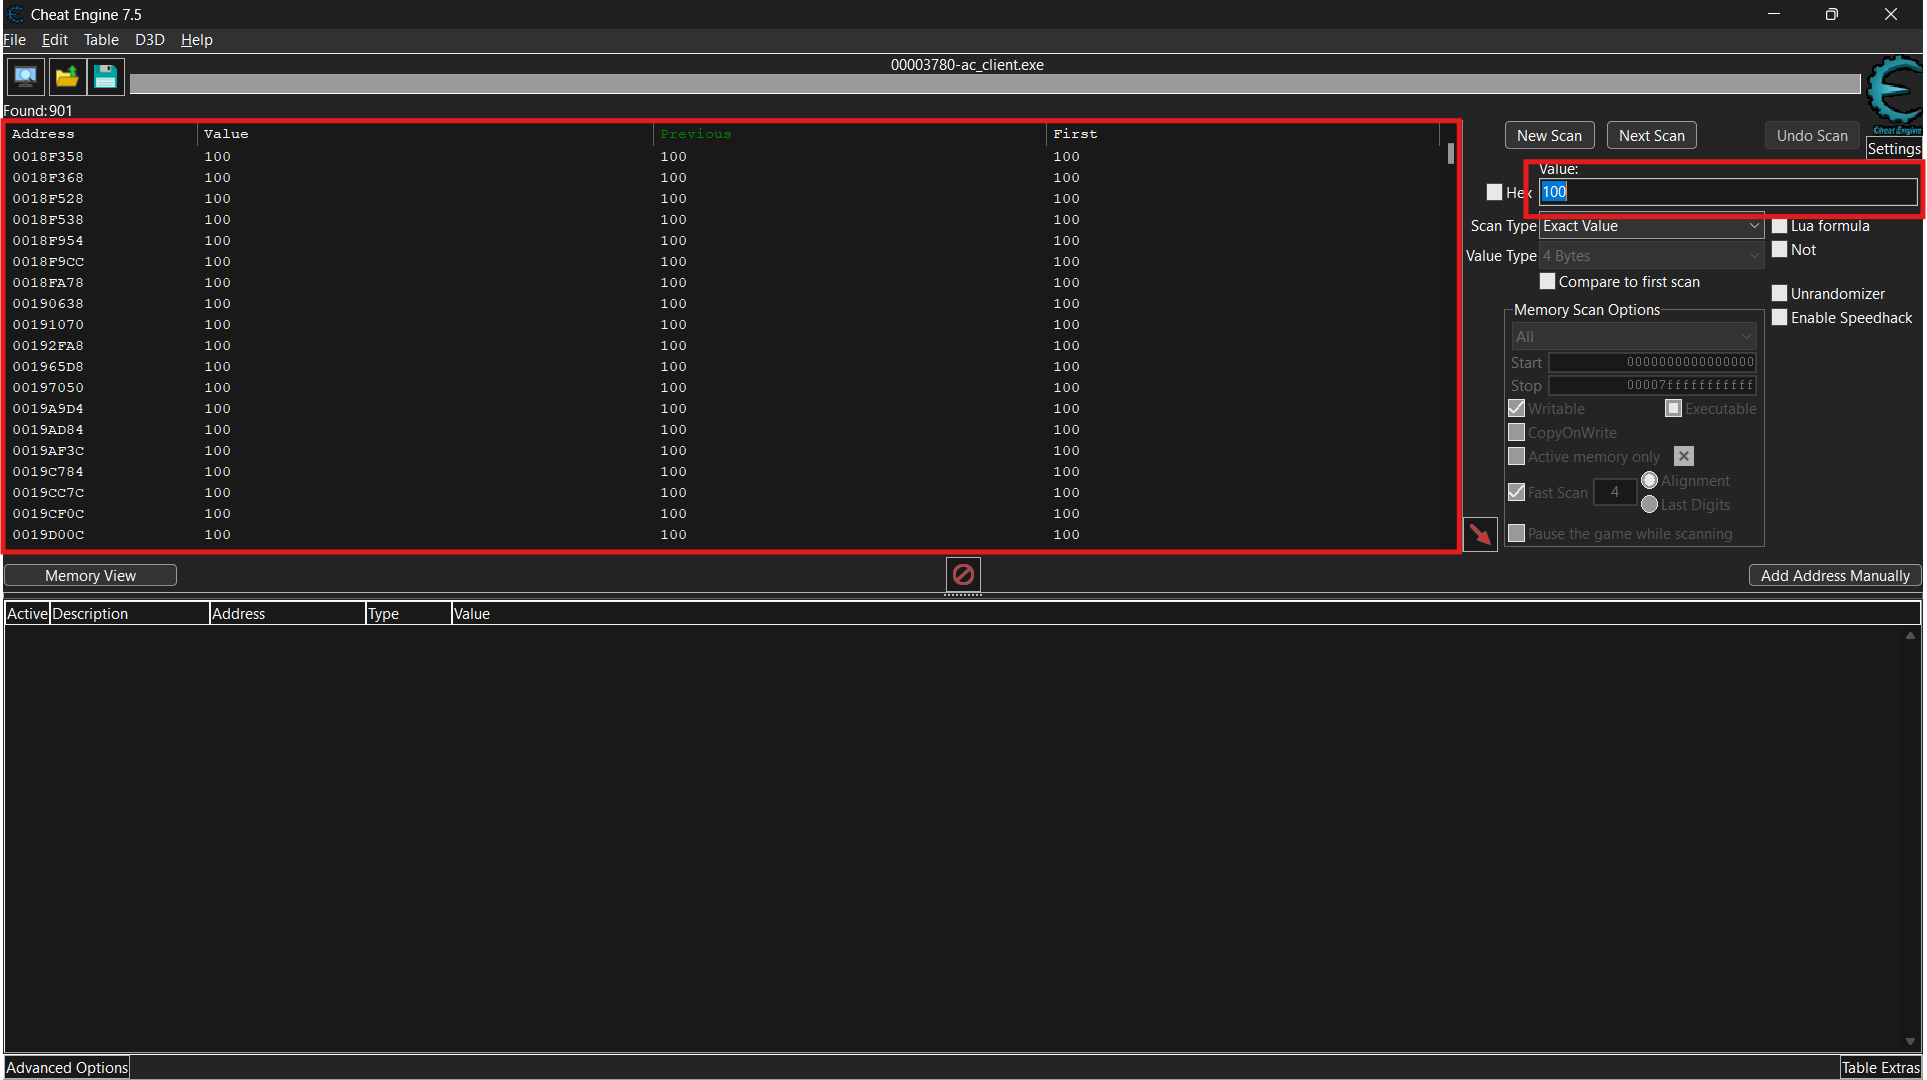 Cheat Engine 7.5
File Edit Table D3D Help
00003780-ac_client.exe
Found:901
Cheat Engine
Settings
Address Value Previous First
0018F358 100 100 100
0018F368 100 100 100
0018F528 100 100 100
0018F538 100 100 100
0018F954 100 100 100
0018F9CC 100 100 100
0018FA78 100 100 100
00190638 100 100 100
00191070 100 100 100
00192FA8 100 100 100
001965D8 100 100 100
00197050 100 100 100
0019A9D4 100 100 100
0019AD84 100 100 100
0019AF3C 100 100 100
0019C784 100 100 100
0019CC7C 100 100 100
0019CF0C 100 100 100
0019D00C 100 100 100
New Scan Next Scan Undo Scan
Value:
Hex 100
Scan Type Exact Value Lua formula
Not
Value Type 4 Bytes
Compare to first scan
Unrandomizer
Enable Speedhack
Memory Scan Options
All
Start 0000000000000000
Stop 00007fffffffffff
Writable Executable
CopyOnWrite
Active memory only
Fast Scan 4 Alignment
Last Digits
Pause the game while scanning
Memory View Add Address Manually
Active Description Address Type Value
Advanced Options Table Extras